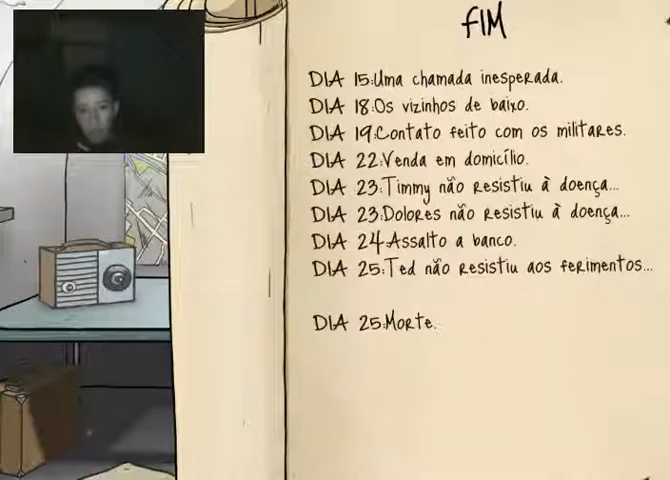 FIM
DIA 15:Uma chamada inesperada.
DIA 18:Os vizinhos de baixo.
DIA 19:Contato feito com os militares.
DIA 22:Venda em domicílio.
DIA 23:Timmy não resistiu à doença...
DIA 23:Dolores não resistiu à doença...
DIA 24:Assalto a banco.
DIA 25:Ted não resistiu aos ferimentos...
DIA 25:Morte.